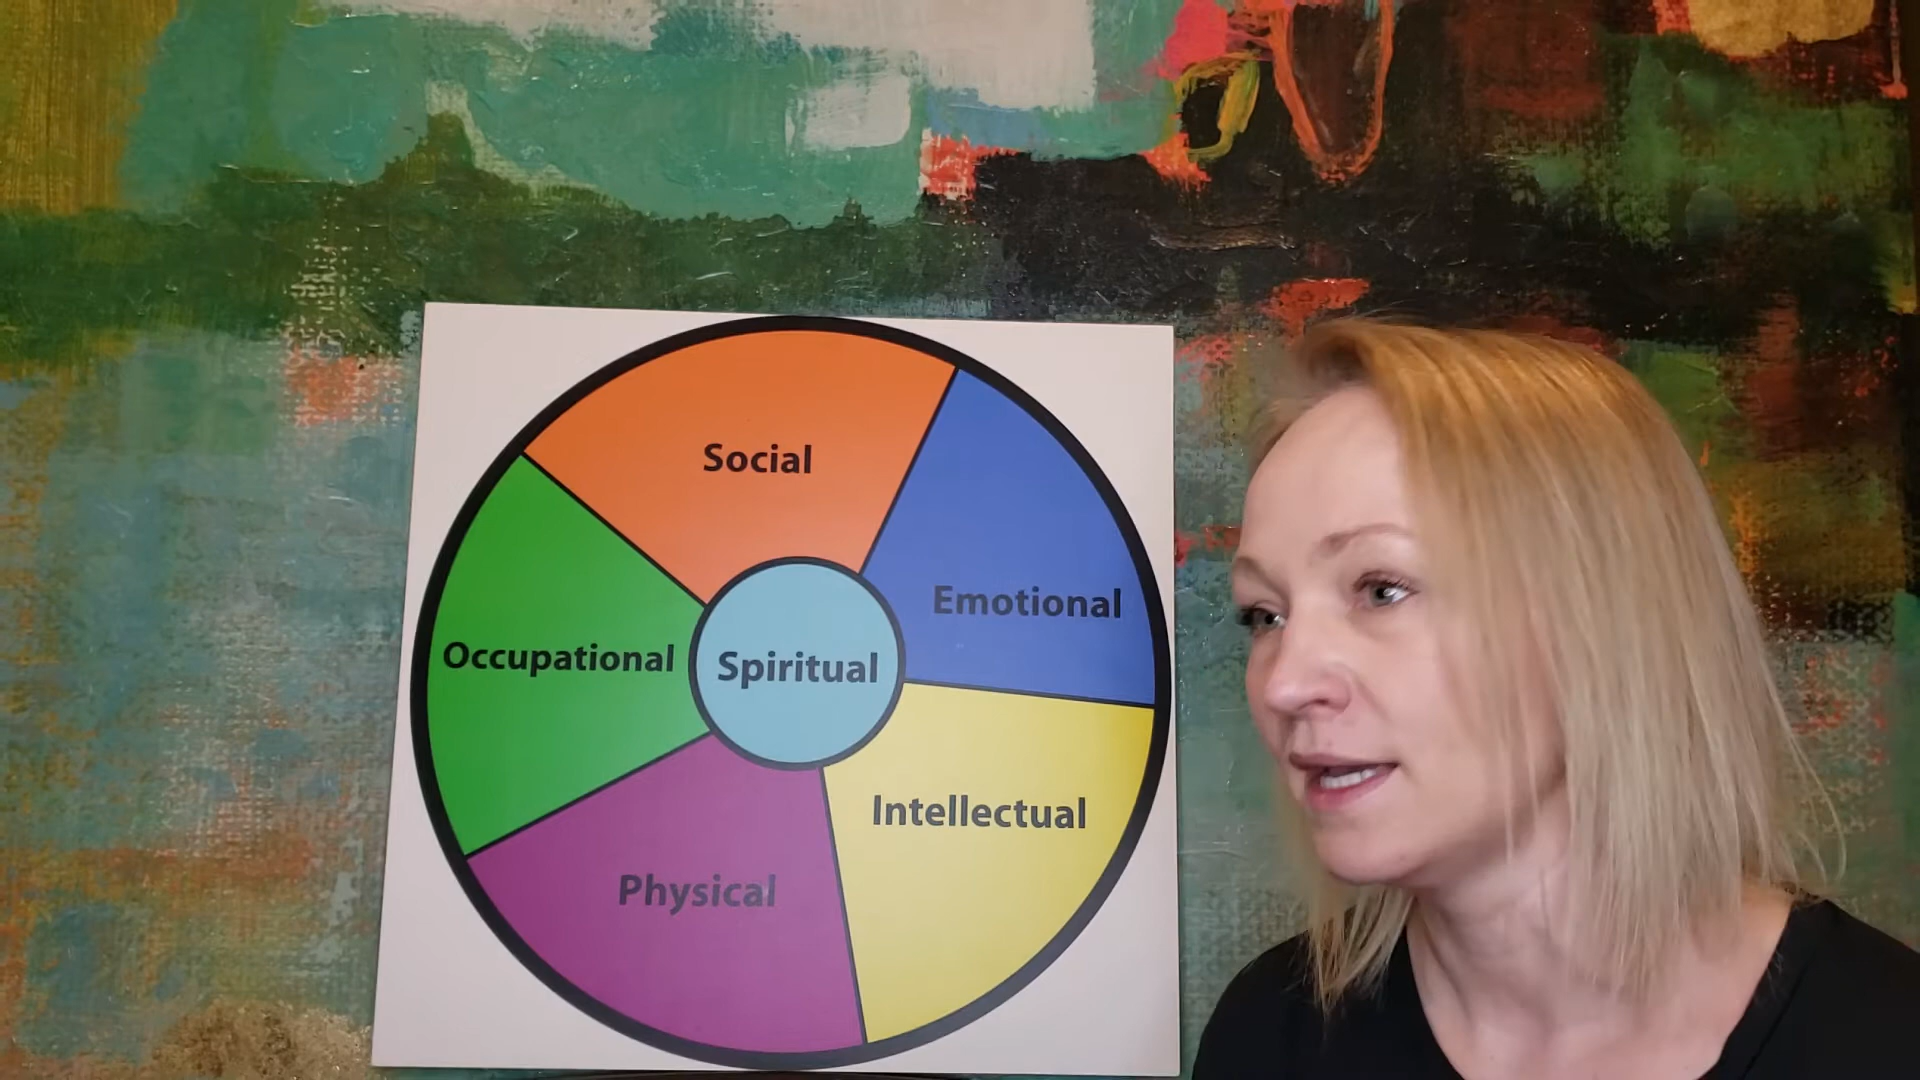 Social
Emotional
Occupational
Spiritual
Intellectual
Physical